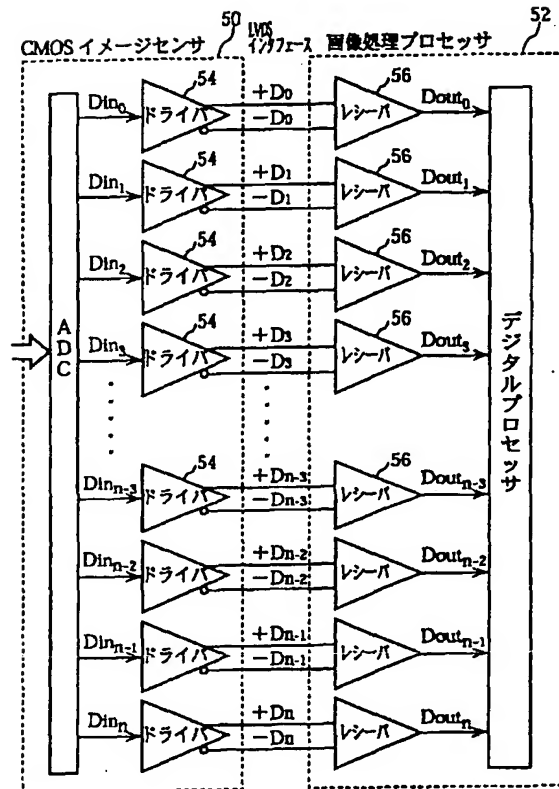 50
52
CMOS イメージセンサ
LVDS
インタフェース
画像処理プロセッサ
ADC
デジタルプロセッサ
Din0
54
ドライバ
+D0
−D0
56
レシーバ
Dout0
Din1
54
ドライバ
+D1
−D1
56
レシーバ
Dout1
Din2
54
ドライバ
+D2
−D2
56
レシーバ
Dout2
Din3
54
ドライバ
+D3
−D3
56
レシーバ
Dout3
Dinn-3
54
ドライバ
+Dn-3
−Dn-3
56
レシーバ
Doutn-3
Dinn-2
ドライバ
+Dn-2
−Dn-2
レシーバ
Doutn-2
Dinn-1
ドライバ
+Dn-1
−Dn-1
レシーバ
Doutn-1
Dinn
ドライバ
+Dn
−Dn
レシーバ
Doutn